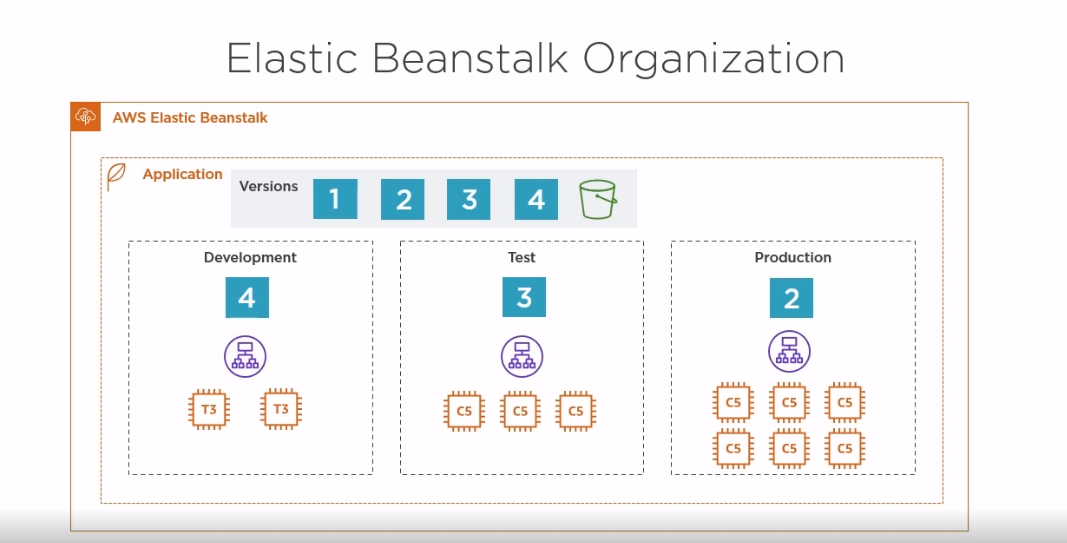 Elastic Beanstalk Organization
AWS Elastic Beanstalk
Application
Versions 1 2 3 4
Development Test Production
4 3 2
T3 T3 C5 C5 C5 C5 C5 C5
C5 C5 C5